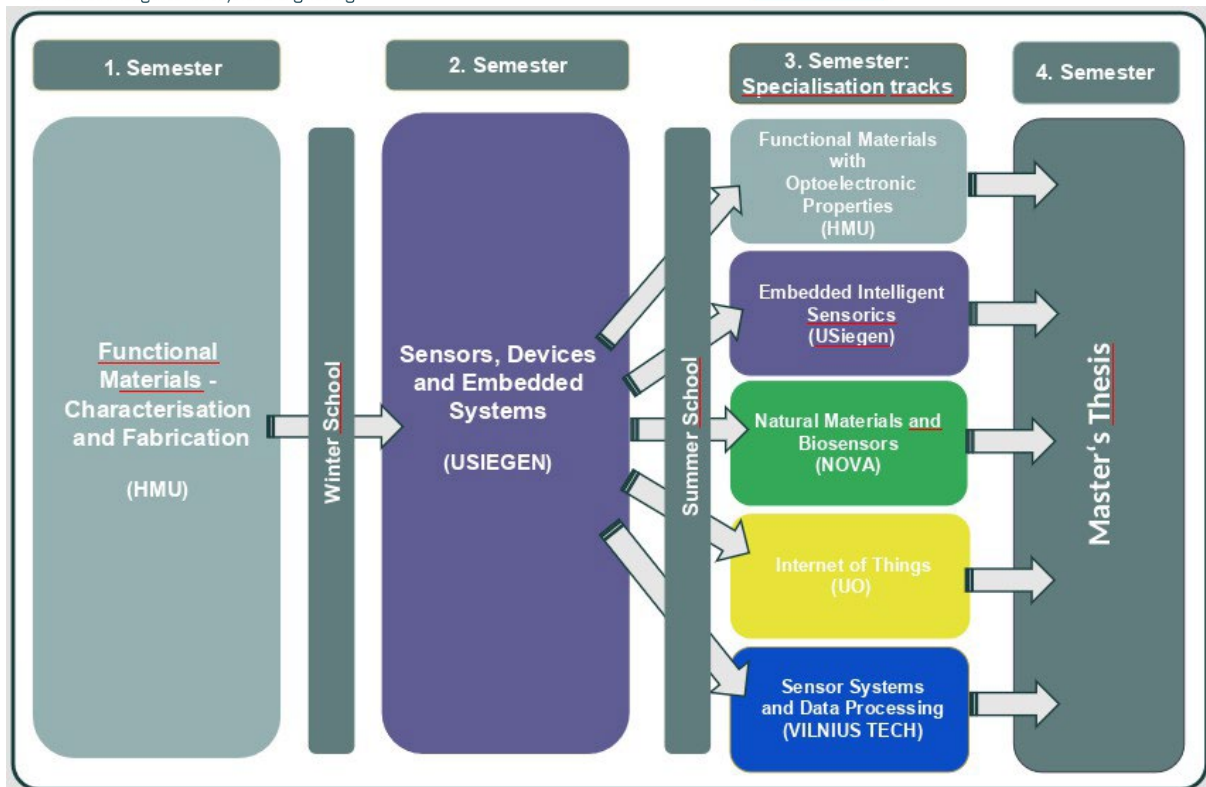 1. Semester
2. Semester
3. Semester:
Specialisation tracks
4. Semester
Functional
Materials -
Characterisation
and Fabrication
(HMU)
Winter School
Sensors, Devices
and Embedded
Systems
(USIEGEN)
Summer School
Functional Materials
with
Optoelectronic
Properties
(HMU)
Embedded Intelligent
Sensorics
(USiegen)
Natural Materials and
Biosensors
(NOVA)
Internet of Things
(UO)
Sensor Systems
and Data Processing
(VILNIUS TECH)
Master's Thesis